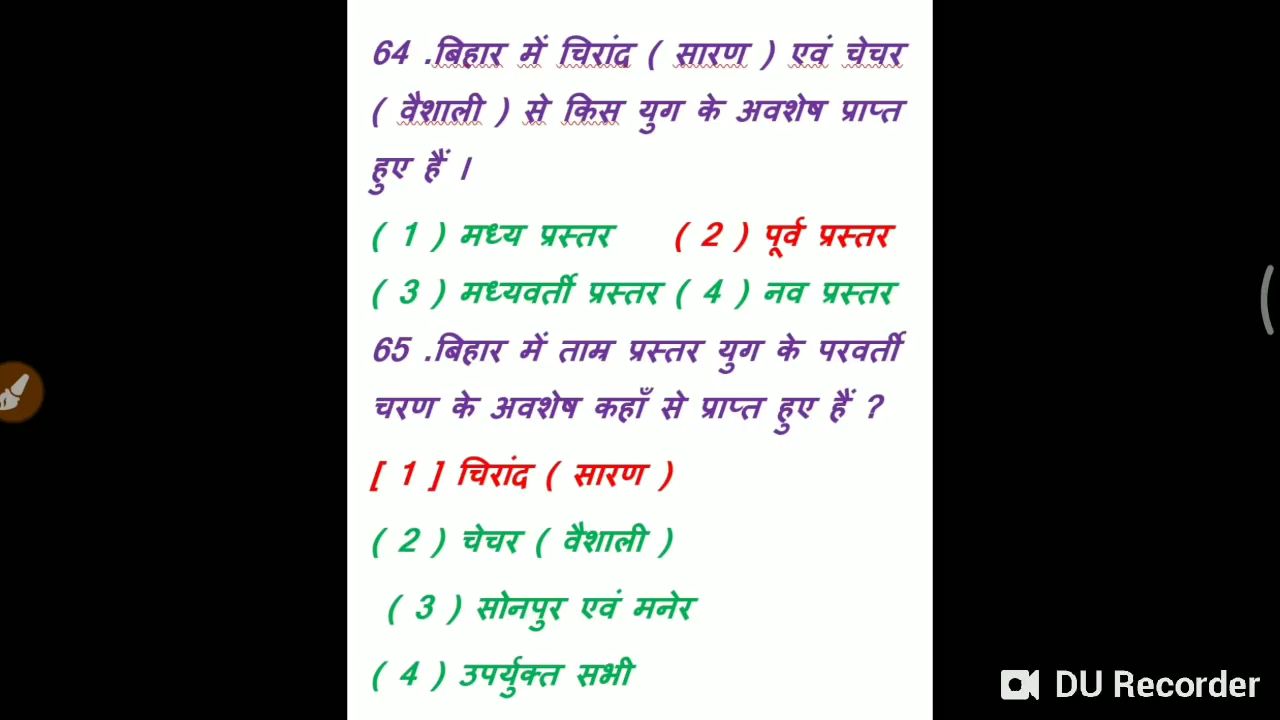 64 .बिहार में चिरांद ( सारण ) एवं चेचर
( वैशाली ) से किस युग के अवशेष प्राप्त
हुए हैं ।
( 1 ) मध्य प्रस्तर ( 2 ) पूर्व प्रस्तर
( 3 ) मध्यवर्ती प्रस्तर ( 4 ) नव प्रस्तर
65 .बिहार में ताम्र प्रस्तर युग के परवर्ती
चरण के अवशेष कहाँ से प्राप्त हुए हैं ?
[ 1 ] चिरांद ( सारण )
( 2 ) चेचर ( वैशाली )
( 3 ) सोनपुर एवं मनेर
( 4 ) उपर्युक्त सभी
DU Recorder